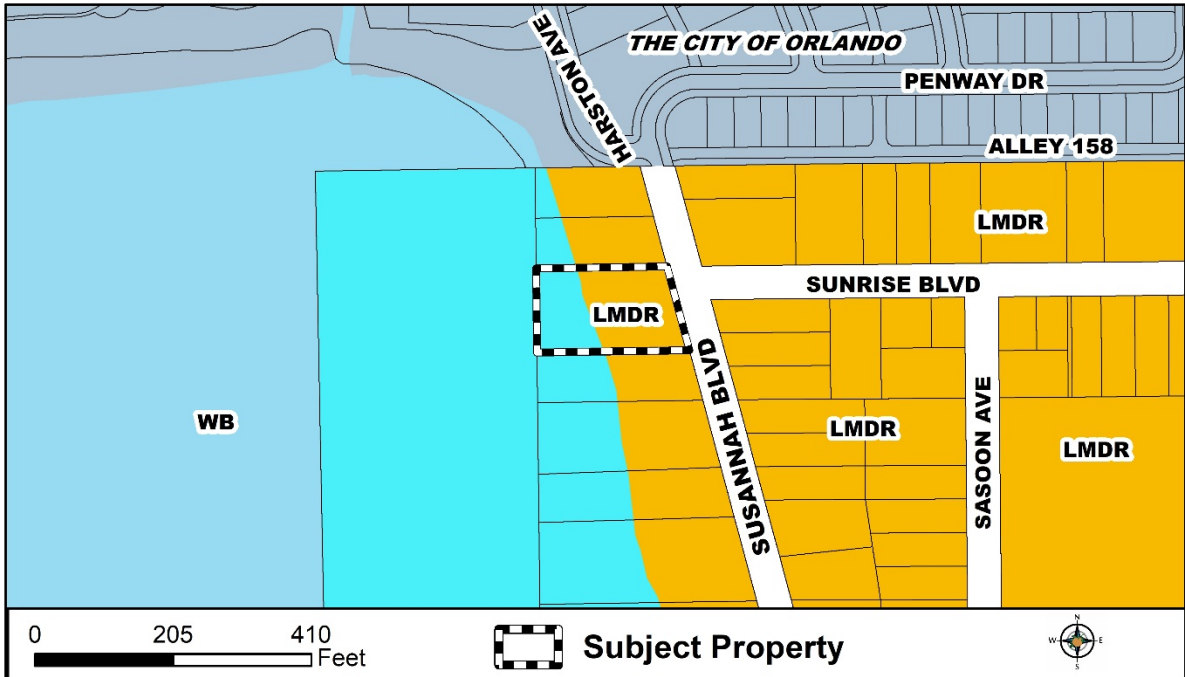 HARSTON AVE
THE CITY OF ORLANDO
PENWAY DR
ALLEY 158
LMDR
SUNRISE BLVD
LMDR
SUSANNAH BLVD
WB
LMDR
SASOON AVE
LMDR
0 205 410
Feet
Subject Property
N
W E
S